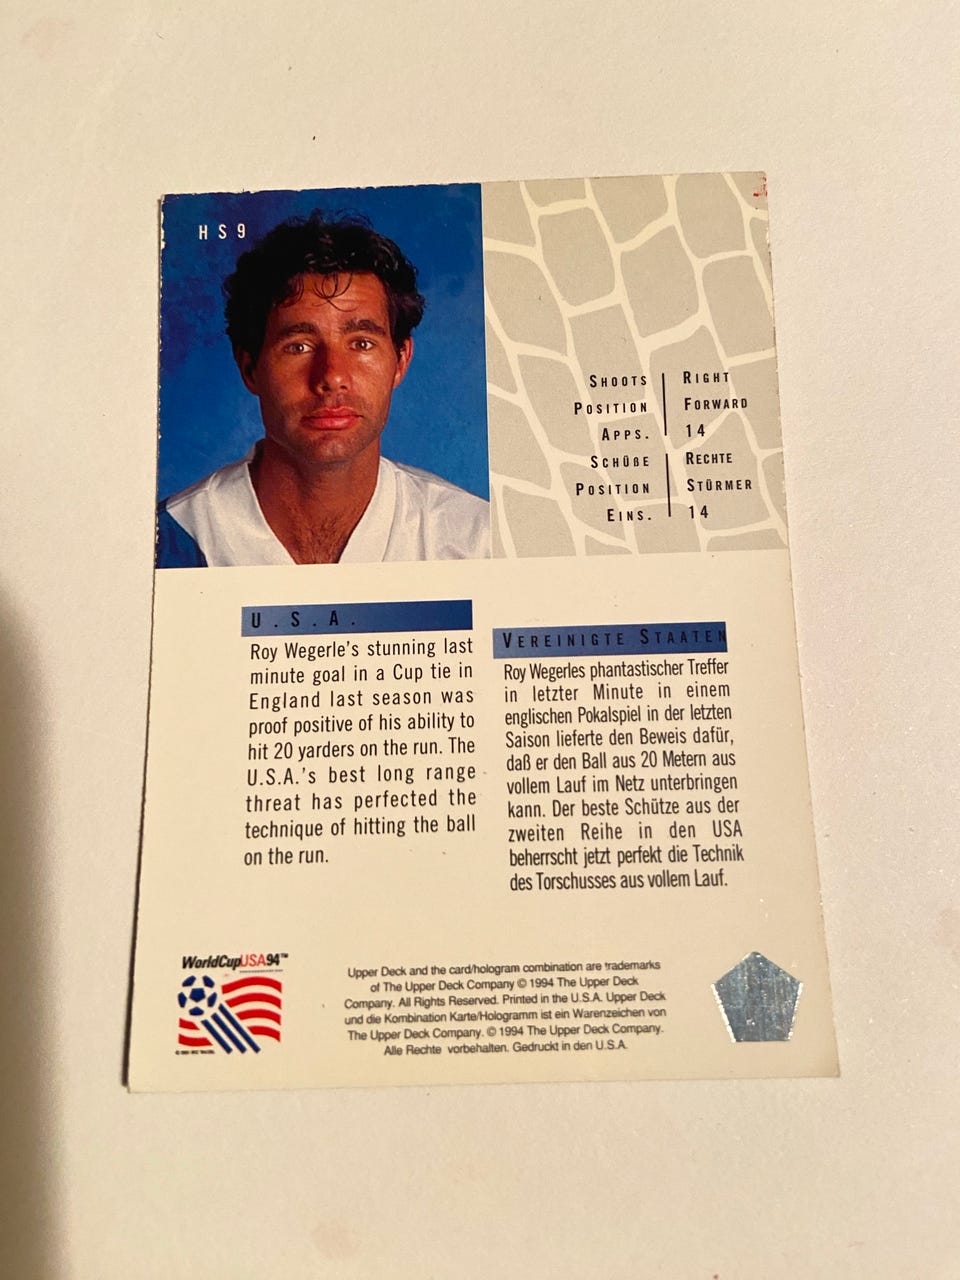 HS9
SHOOTS RIGHT
POSITION FORWARD
APPS. 14
SCHÜßE RECHTE
POSITION STÜRMER
EINS. 14
U.S.A.
Roy Wegerle's stunning last
minute goal in a Cup tie in
England last season was
proof positive of his ability to
hit 20 yarders on the run. The
U.S.A.'s best long range
threat has perfected the
technique of hitting the ball
on the run.
VEREINIGTE STAATEN
Roy Wegerles phantastischer Treffer
in letzter Minute in einem
englischen Pokalspiel in der letzten
Saison lieferte den Beweis dafür,
daß er den Ball aus 20 Metern aus
vollem Lauf im Netz unterbringen
kann. Der beste Schütze aus der
zweiten Reihe in den USA
beherrscht jetzt perfekt die Technik
des Torschusses aus vollem Lauf.
WorldCupUSA94™
Upper Deck and the card/hologram combination are trademarks
of The Upper Deck Company © 1994 The Upper Deck
Company. All Rights Reserved. Printed in the U.S.A. Upper Deck
und die Kombination Karte/Hologramm ist ein Warenzeichen von
The Upper Deck Company. © 1994 The Upper Deck Company.
Alle Rechte vorbehalten. Gedruckt in den U.S.A.